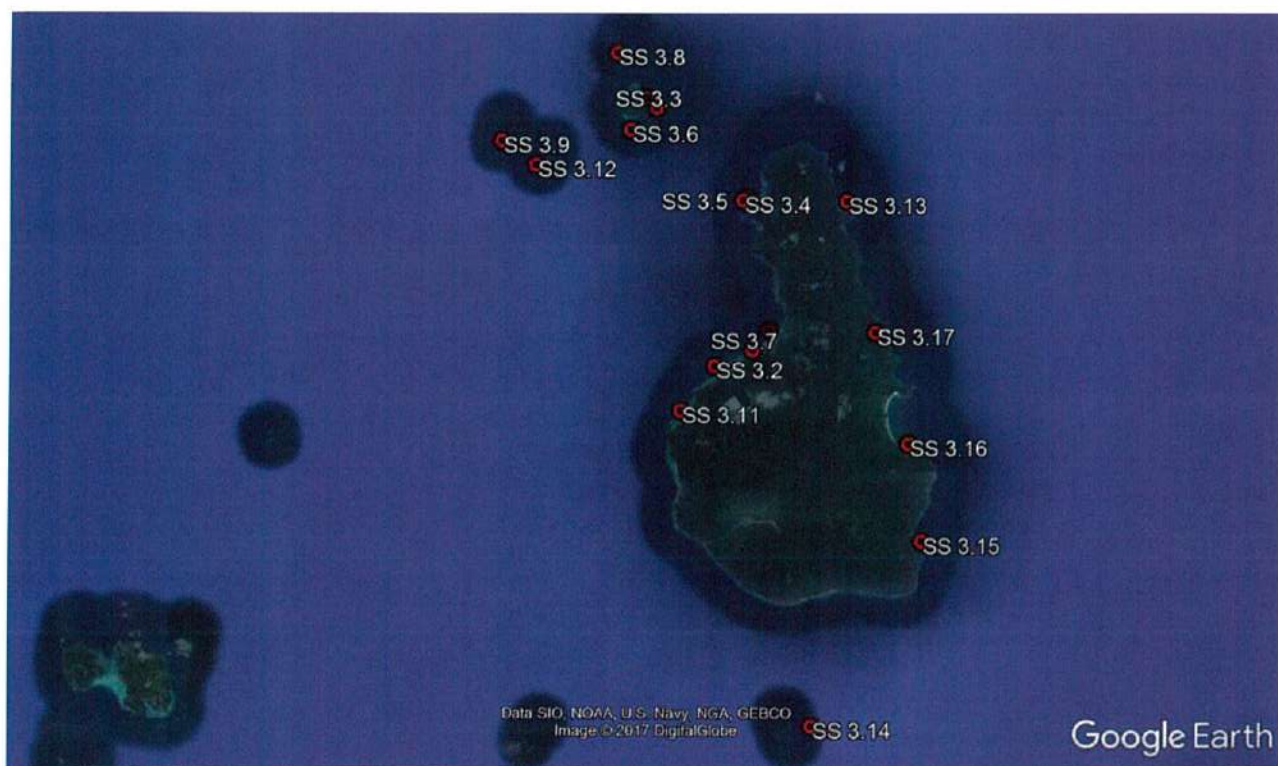 SS 3.8
SS 3.3
SS 3.6
SS 3.9
SS 3.12
SS 3.5
SS 3.4
SS 3.13
SS 3.17
SS 3.7
SS 3.2
SS 3.11
SS 3.16
SS 3.15
Data SIO, NOAA, U.S. Navy, NGA, GEBCO
Image © 2017 DigitalGlobe
SS 3.14
Google Earth